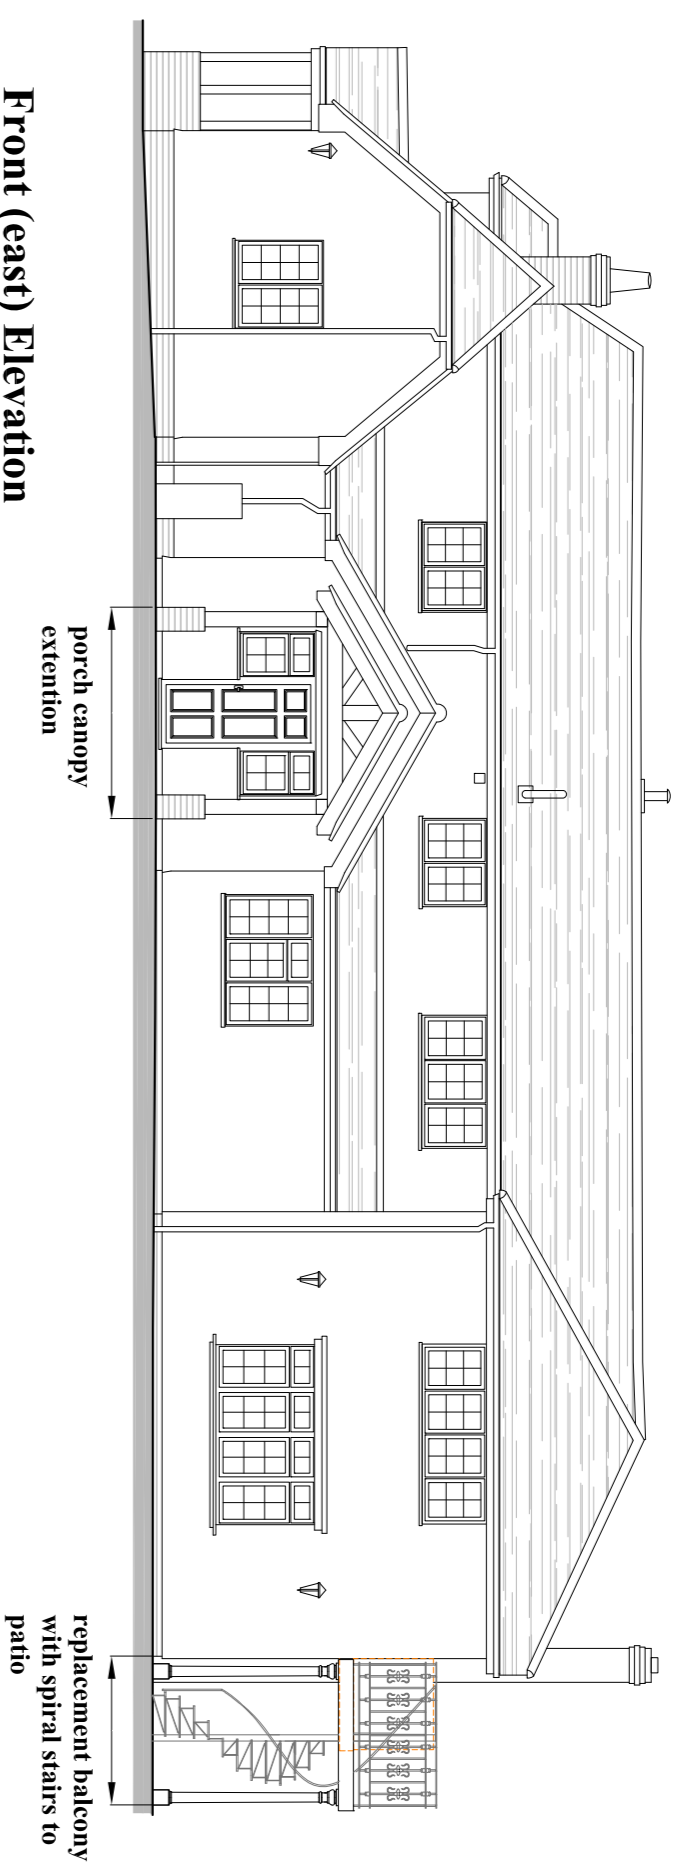 Front (east) Elevation
porch canopy
extention
replacement balcony
with spiral stairs to
patio